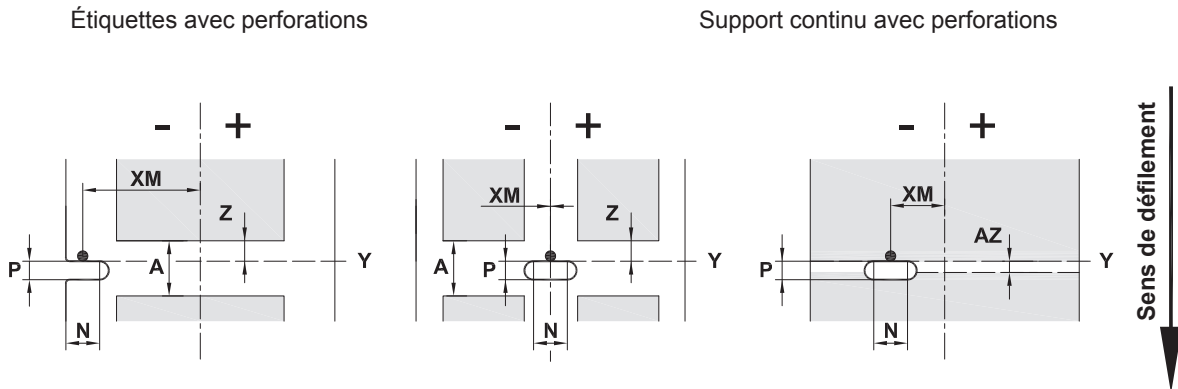 Étiquettes avec perforations
Support continu avec perforations
- +
XM
Z
P
A
Y
N
- +
XM
Z
A
P
Y
N
- +
XM
AZ
P
Y
N
Sens de défilement